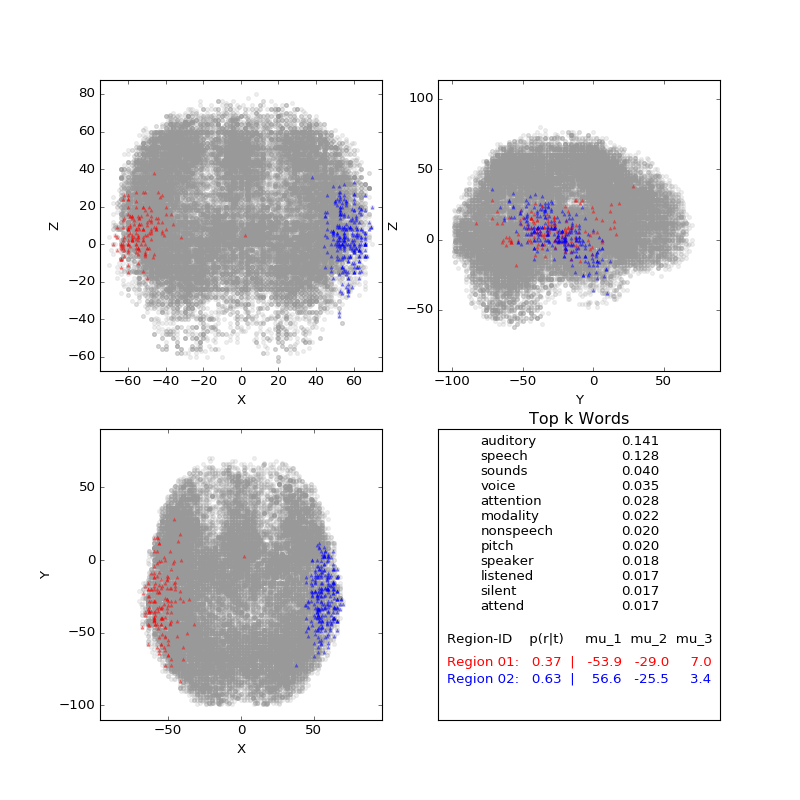 80
60
40
20
0
−20
−40
−60
Z
−60 −40 −20 0 20 40 60
X
100
50
0
−50
Z
−100 −50 0 50
Y
50
0
−50
−100
Y
−50 0 50
X
Top k Words
auditory 0.141
speech 0.128
sounds 0.040
voice 0.035
attention 0.028
modality 0.022
nonspeech 0.020
pitch 0.020
speaker 0.018
listened 0.017
silent 0.017
attend 0.017
Region-ID p(r|t) mu_1 mu_2 mu_3
Region 01: 0.37 | -53.9 -29.0 7.0
Region 02: 0.63 | 56.6 -25.5 3.4